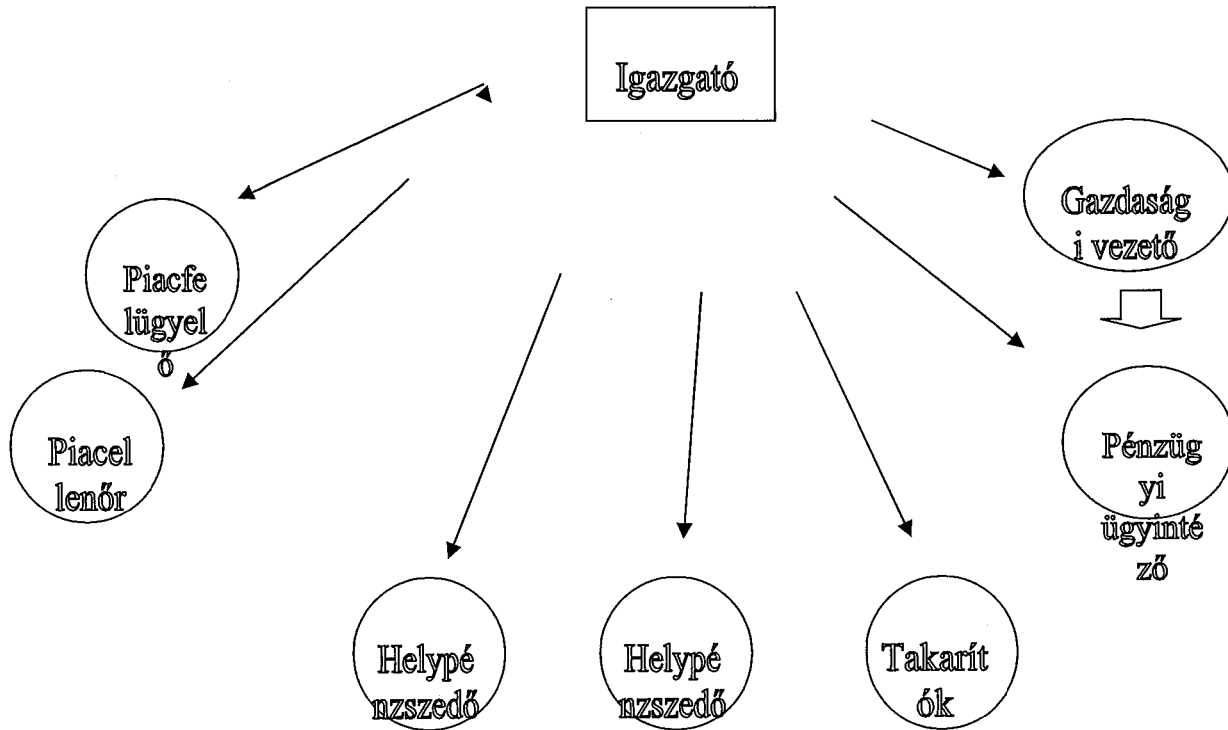 Igazgató
Gazdaság
i vezető
Piacfe
lügyel
ő
Piacel
lenőr
Pénzüg
yi
ügyinté
ző
Helypé
nzszedő
Helypé
nzszedő
Takarít
ók